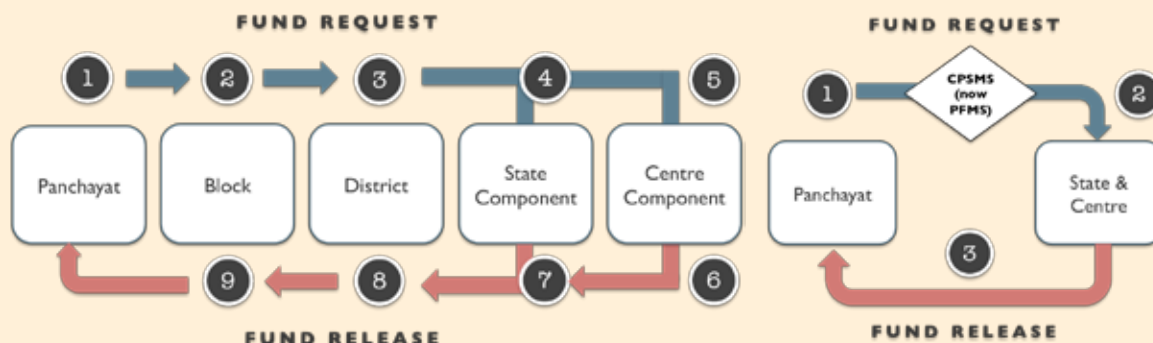 FUND REQUEST
1
2
3
4
5
Panchayat
Block
District
State
Component
Centre
Component
9
8
7
6
FUND RELEASE
FUND REQUEST
1
CPSMS
(now
PFMS)
2
Panchayat
State &
Centre
3
FUND RELEASE